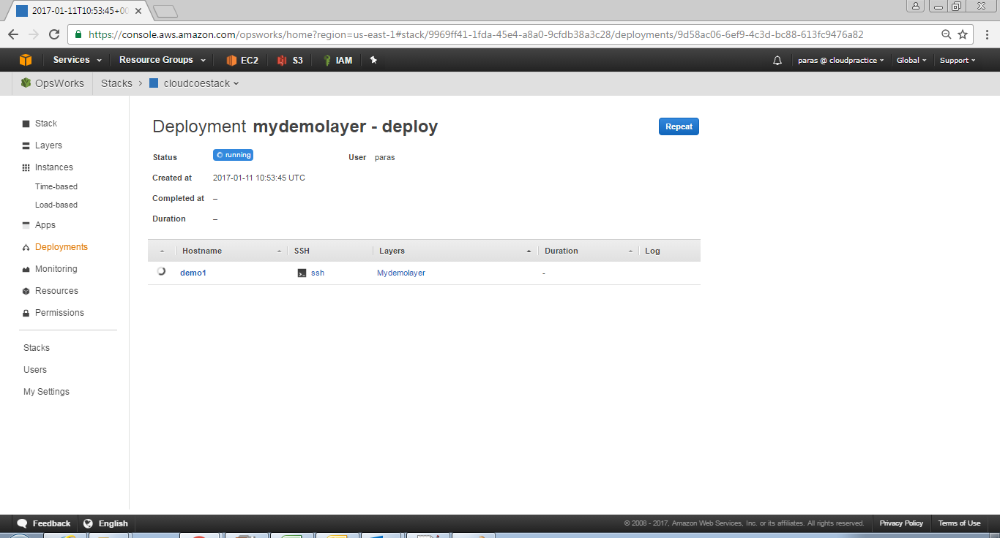 2017-01-11T10:53:45+00
https://console.aws.amazon.com/opsworks/home?region=us-east-1#stack/9969ff41-1fda-45e4-a8a0-9cfdb38a3c28/deployments/9d58ac06-6ef9-4c3d-bc88-613fc9476a82
Services Resource Groups EC2 S3 IAM paras @ cloudpractice Global Support
OpsWorks Stacks cloudcoestack
Stack
Layers
Instances
Time-based
Load-based
Apps
Deployments
Monitoring
Resources
Permissions
Stacks
Users
My Settings
Deployment mydemolayer - deploy
Repeat
Status running User paras
Created at 2017-01-11 10:53:45 UTC
Completed at –
Duration –
Hostname SSH Layers Duration Log
demo1 ssh Mydemolayer -
Feedback English © 2008 - 2017, Amazon Web Services, Inc. or its affiliates. All rights reserved. Privacy Policy Terms of Use